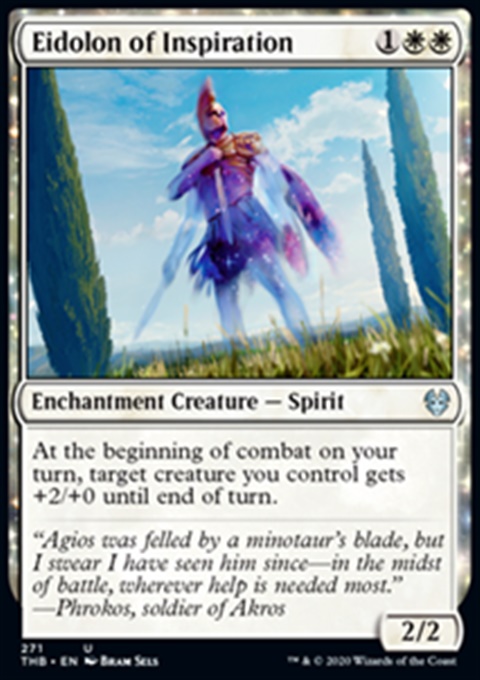 Eidolon of Inspiration 1
Enchantment Creature — Spirit
At the beginning of combat on your
turn, target creature you control gets
+2/+0 until end of turn.
“Agios was felled by a minotaur’s blade, but
I swear I have seen him since—in the midst
of battle, wherever help is needed most.”
—Phrokos, soldier of Akros
2/2
271 U
THB • EN Bram Sels ™ & © 2020 Wizards of the Coast